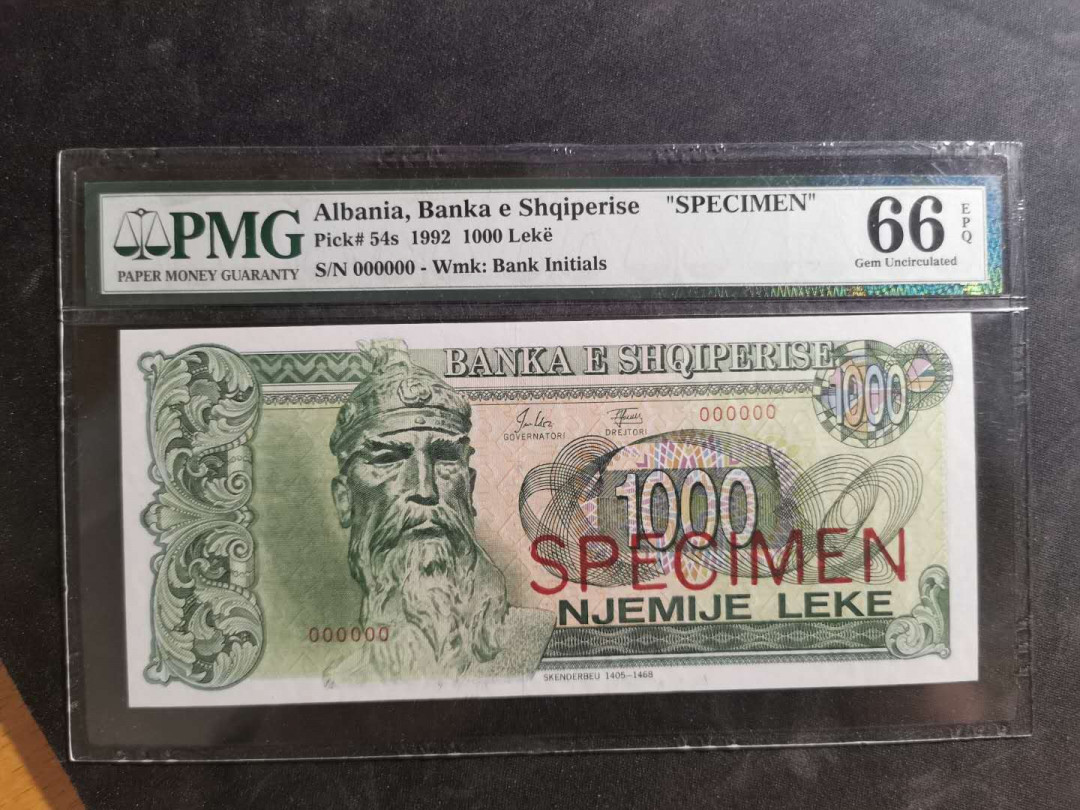 PMG
PAPER MONEY GUARANTY
Albania, Banka e Shqiperise "SPECIMEN"
Pick# 54s 1992 1000 Lekë
S/N 000000 - Wmk: Bank Initials
66 EPQ
Gem Uncirculated
BANKA E SHQIPERISE
1000
GOVERNATORI
DREJTORI
000000
1000
SPECIMEN
NJEMIJE LEKE
000000
SKENDERBEU 1405-1468